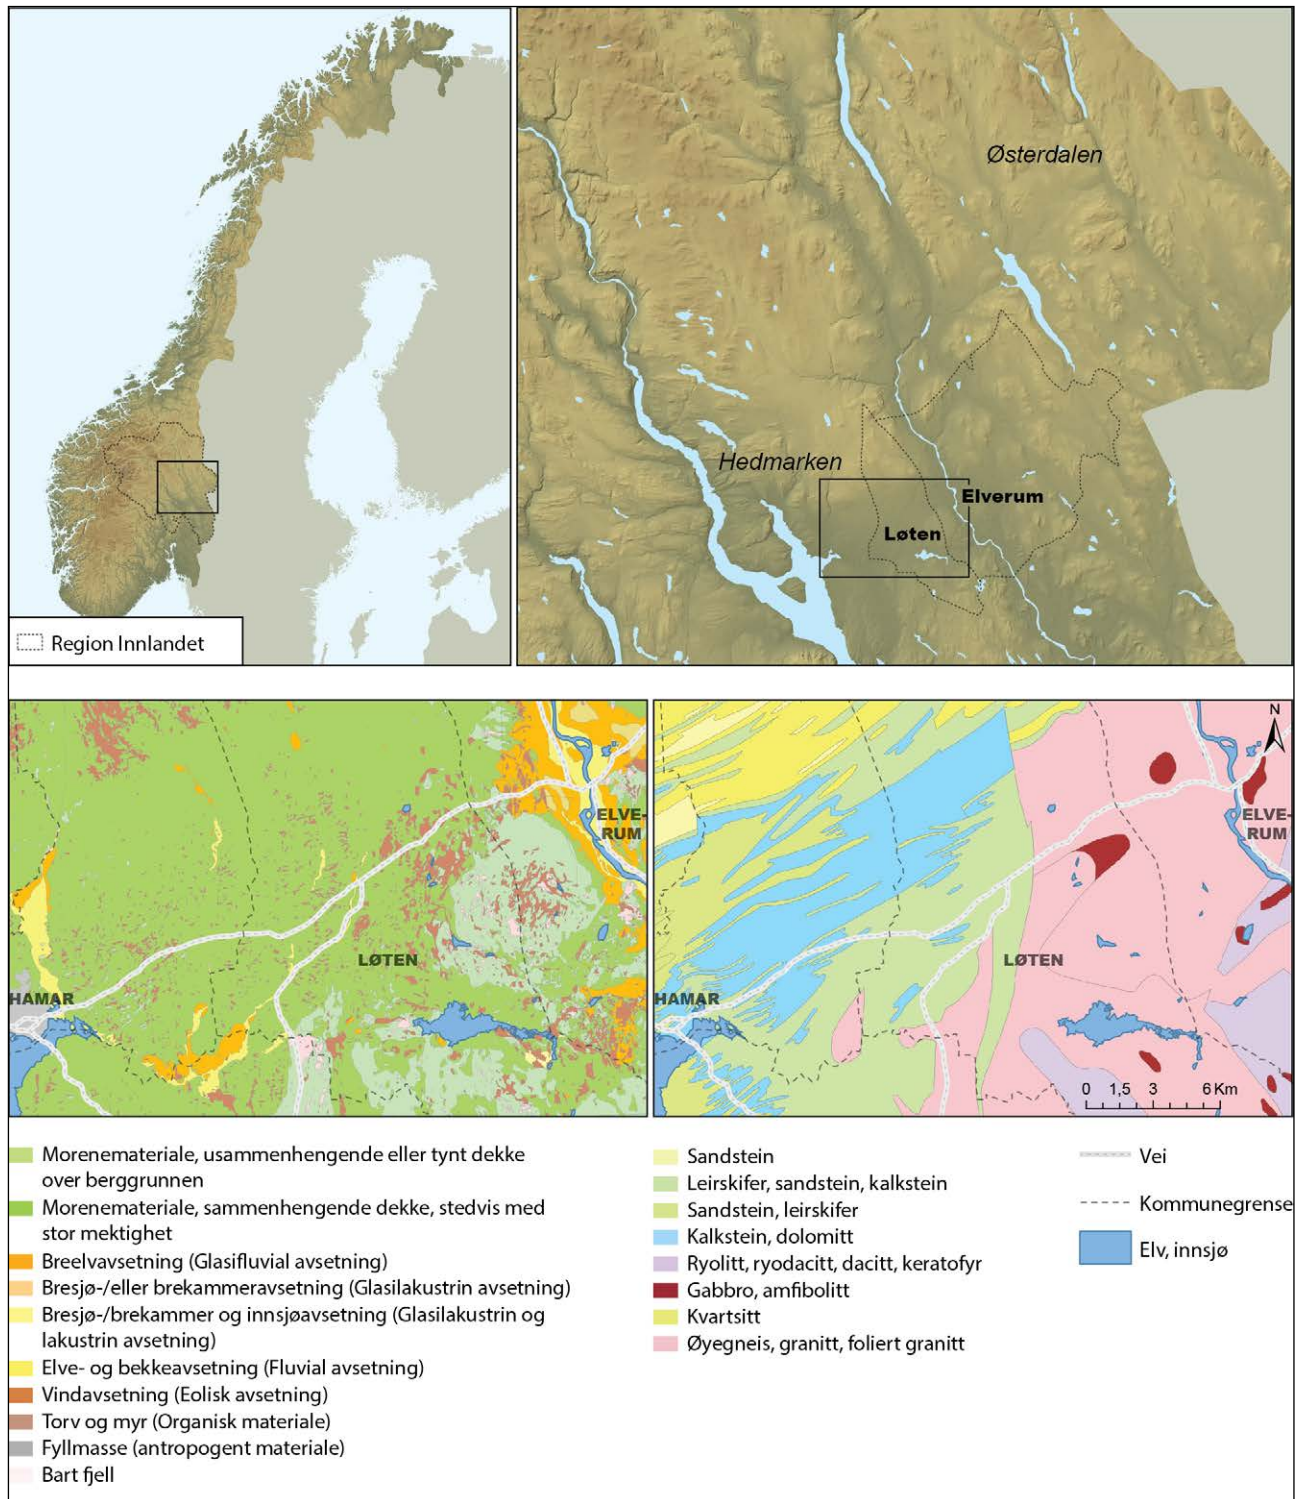 Region Innlandet
Østerdalen
Hedmarken
Elverum
Løten
ELVE-
RUM
LØTEN
HAMAR
N
ELVE-
RUM
LØTEN
HAMAR
0 1,5 3 6 Km
Morenemateriale, usammenhengende eller tynt dekke
over berggrunnen
Morenemateriale, sammenhengende dekke, stedvis med
stor mektighet
Breelvavsetning (Glasifluvial avsetning)
Bresjø-/eller brekammeravsetning (Glasilakustrin avsetning)
Bresjø-/brekammer og innsjøavsetning (Glasilakustrin og
lakustrin avsetning)
Elve- og bekkeavsetning (Fluvial avsetning)
Vindavsetning (Eolisk avsetning)
Torv og myr (Organisk materiale)
Fyllmasse (antropogent materiale)
Bart fjell
Sandstein
Leirskifer, sandstein, kalkstein
Sandstein, leirskifer
Kalkstein, dolomitt
Ryolitt, ryodacitt, dacitt, keratofyr
Gabbro, amfibolitt
Kvartsitt
Øyegneis, granitt, foliert granitt
Vei
Kommunegrense
Elv, innsjø